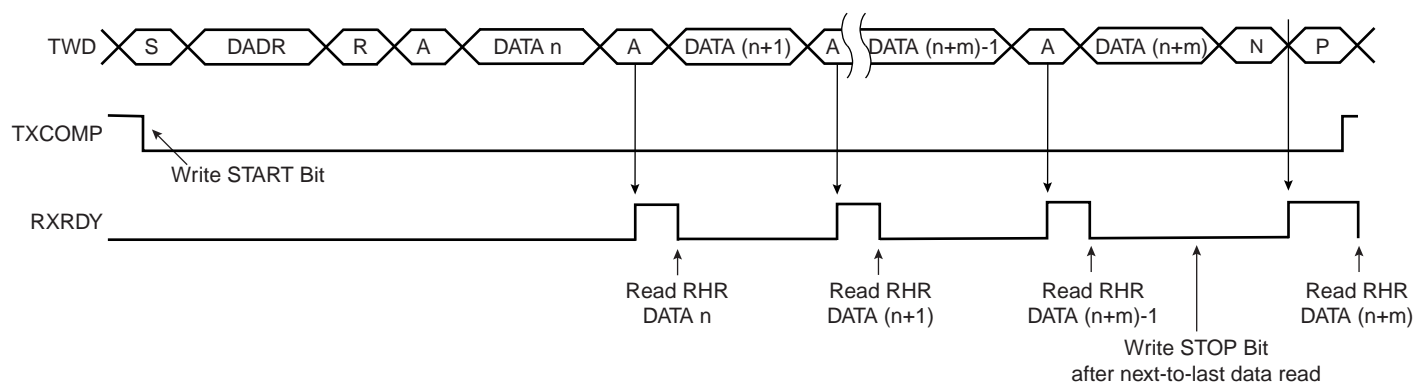 TWD S DADR R A DATA n A DATA (n+1) A DATA (n+m)-1 A DATA (n+m) N P
TXCOMP
Write START Bit
RXRDY
Read RHR Read RHR Read RHR Read RHR
DATA n DATA (n+1) DATA (n+m)-1 DATA (n+m)
Write STOP Bit
after next-to-last data read